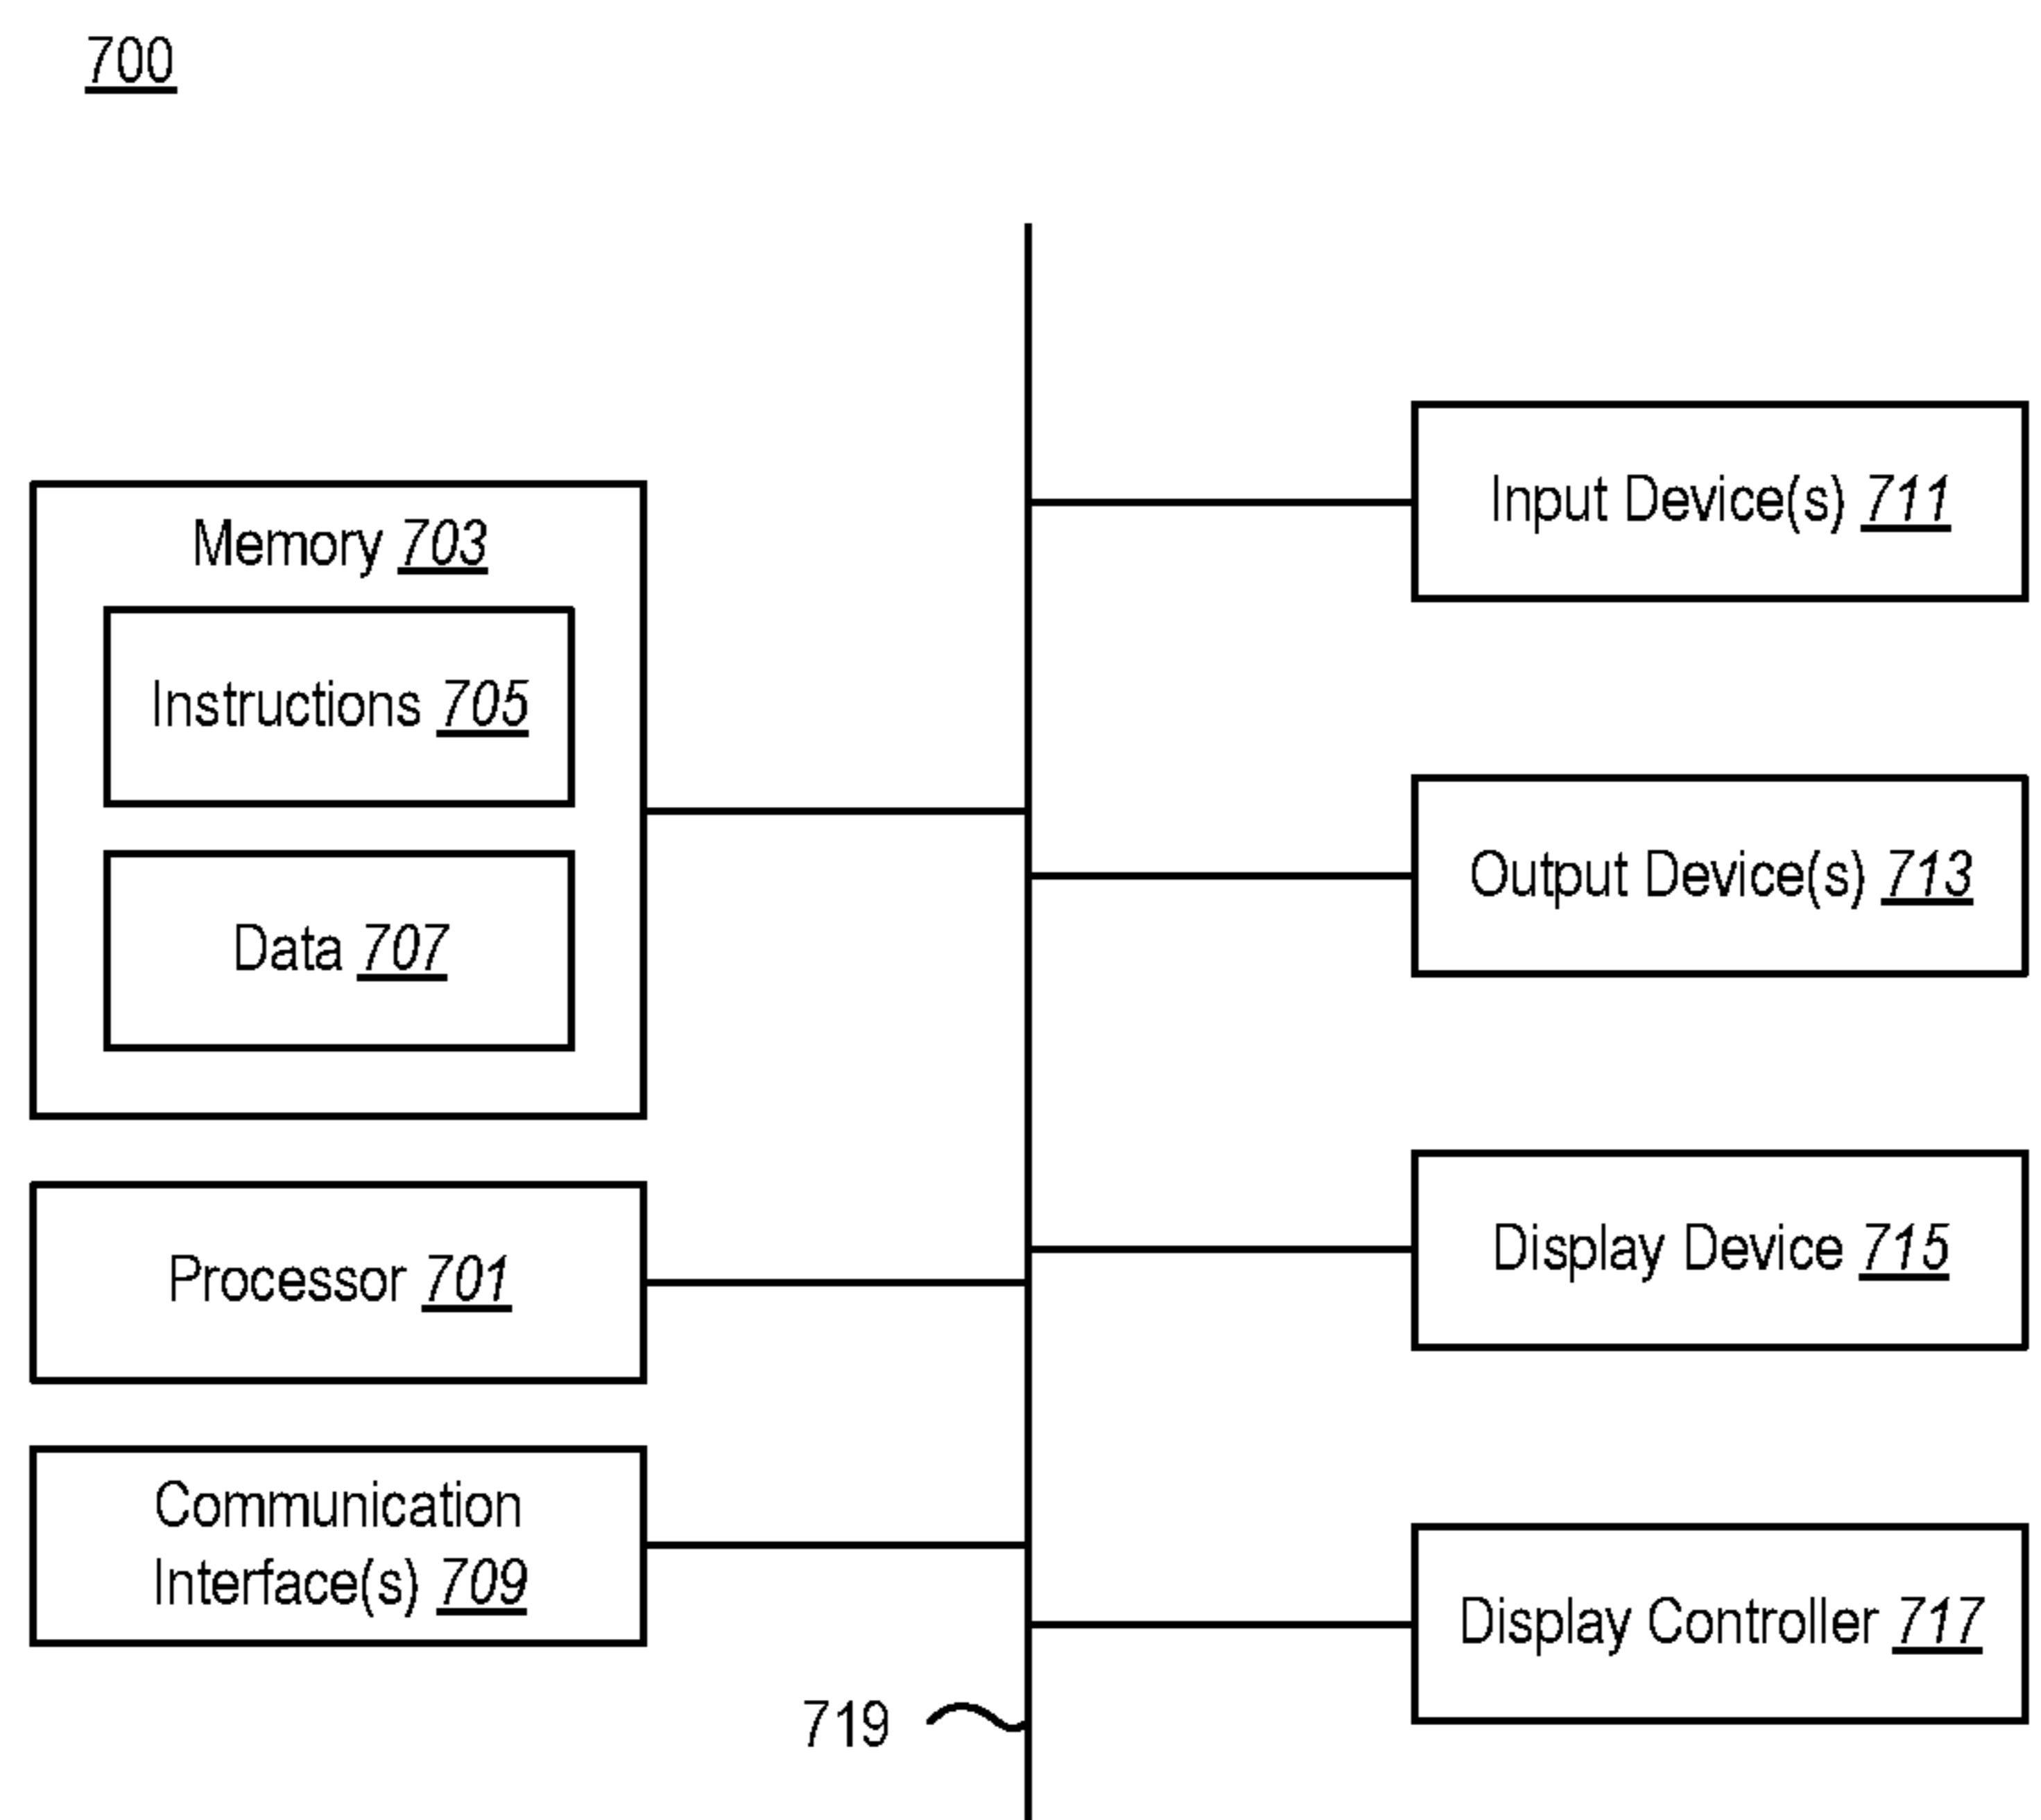 700
Memory 703
Instructions 705
Data 707
Processor 701
Communication
Interface(s) 709
719
Input Device(s) 711
Output Device(s) 713
Display Device 715
Display Controller 717